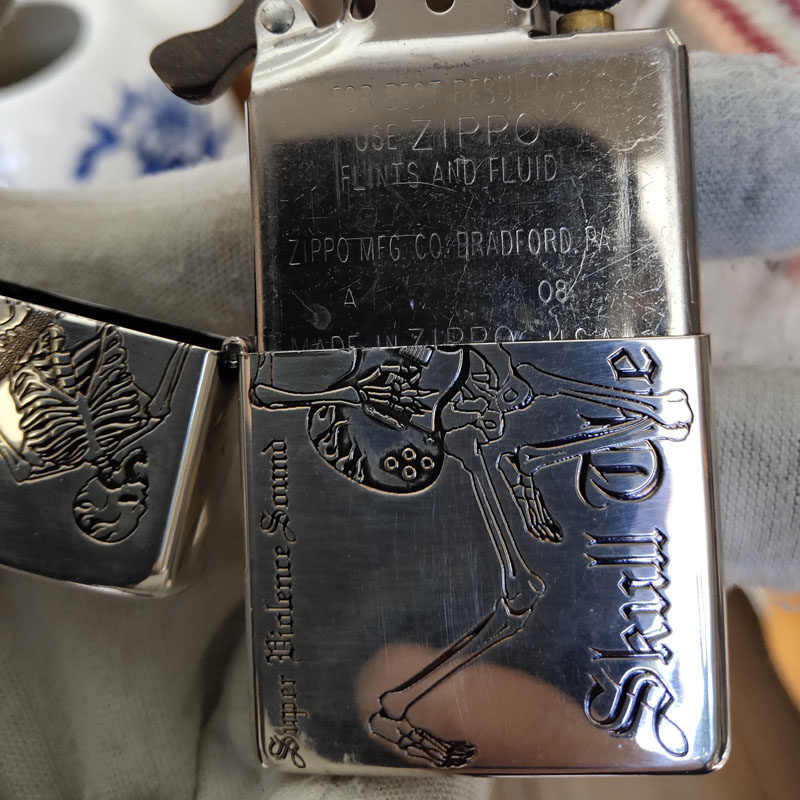 FOR BEST RESULTS
USE ZIPPO
FLINTS AND FLUID
ZIPPO MFG. CO. BRADFORD, PA.
A 08
MADE IN ZIPPO U.S.A.
Super Violence Sound
Skull